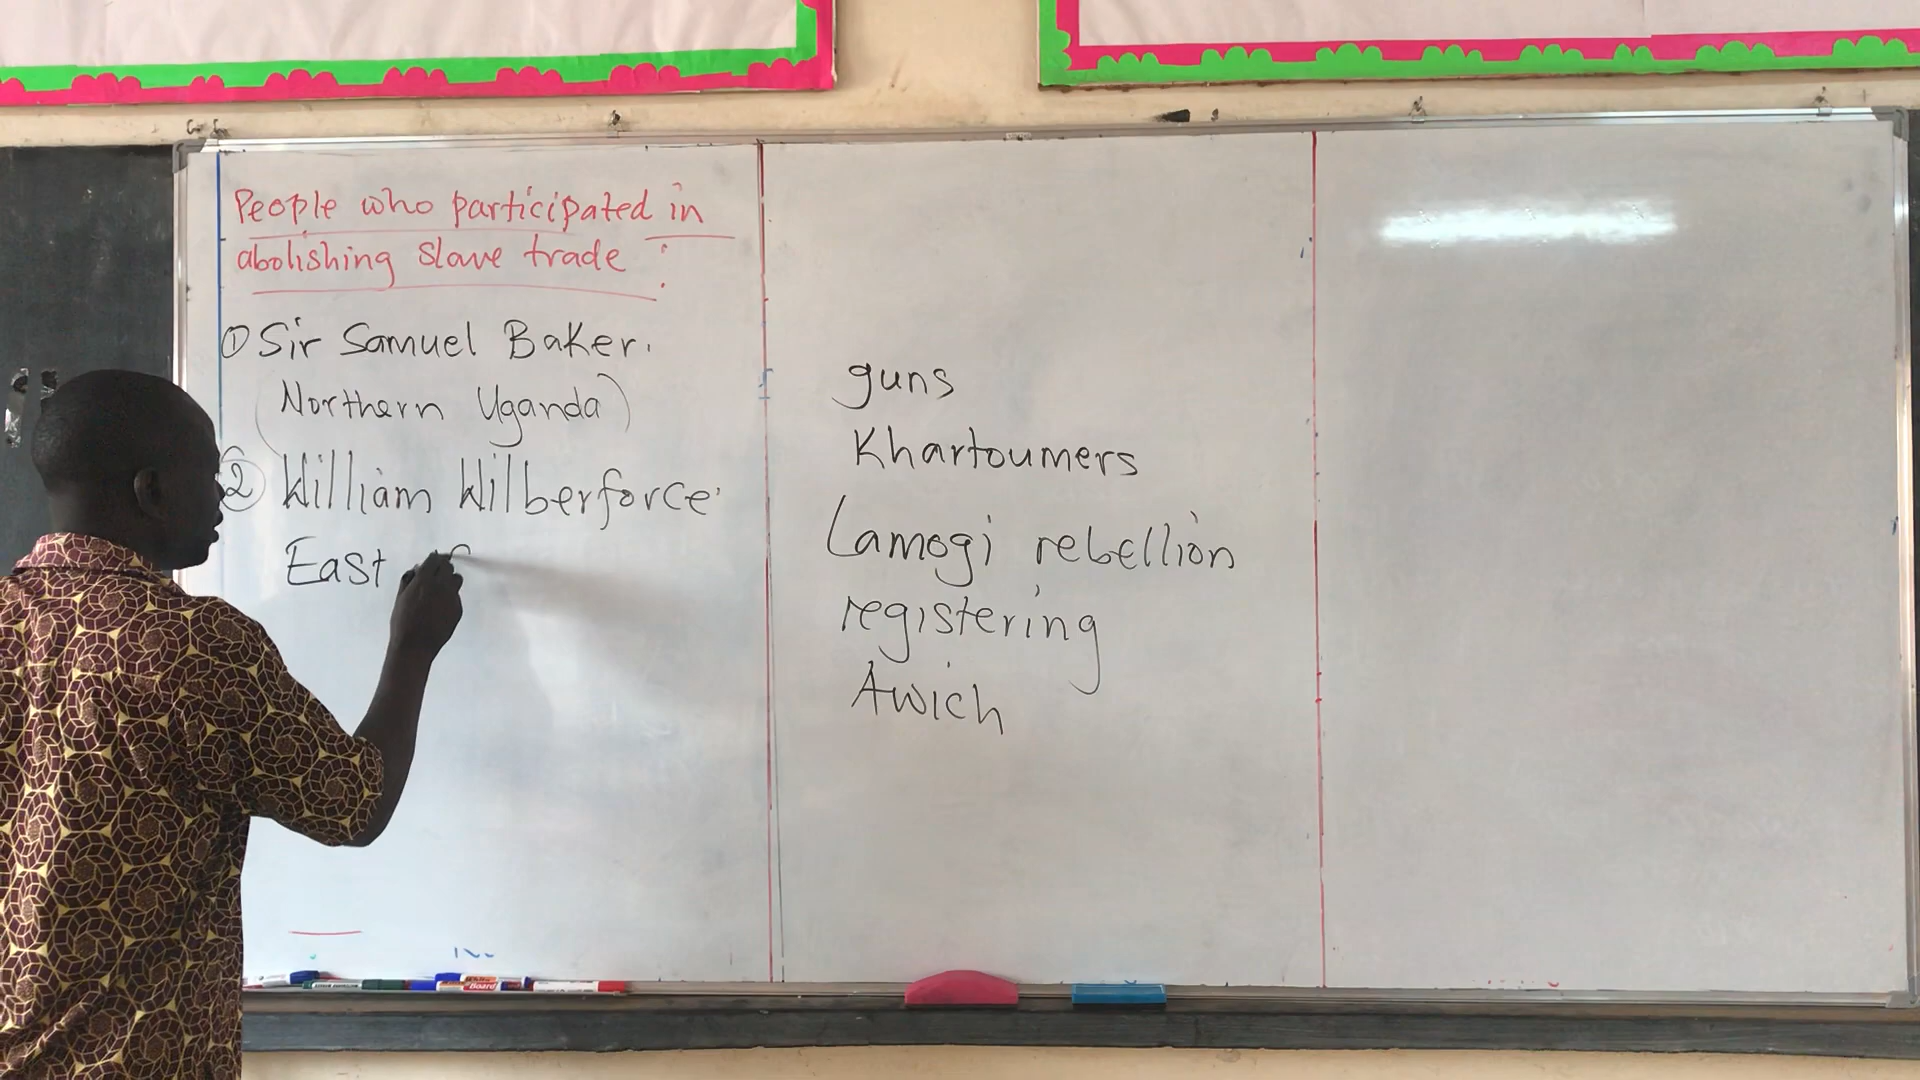 People who participated in
abolishing slave trade :
① Sir Samuel Baker.
(Northern Uganda)
② William Wilberforce.
East
guns
Khartoumers
Lamogi rebellion
registering
Awich